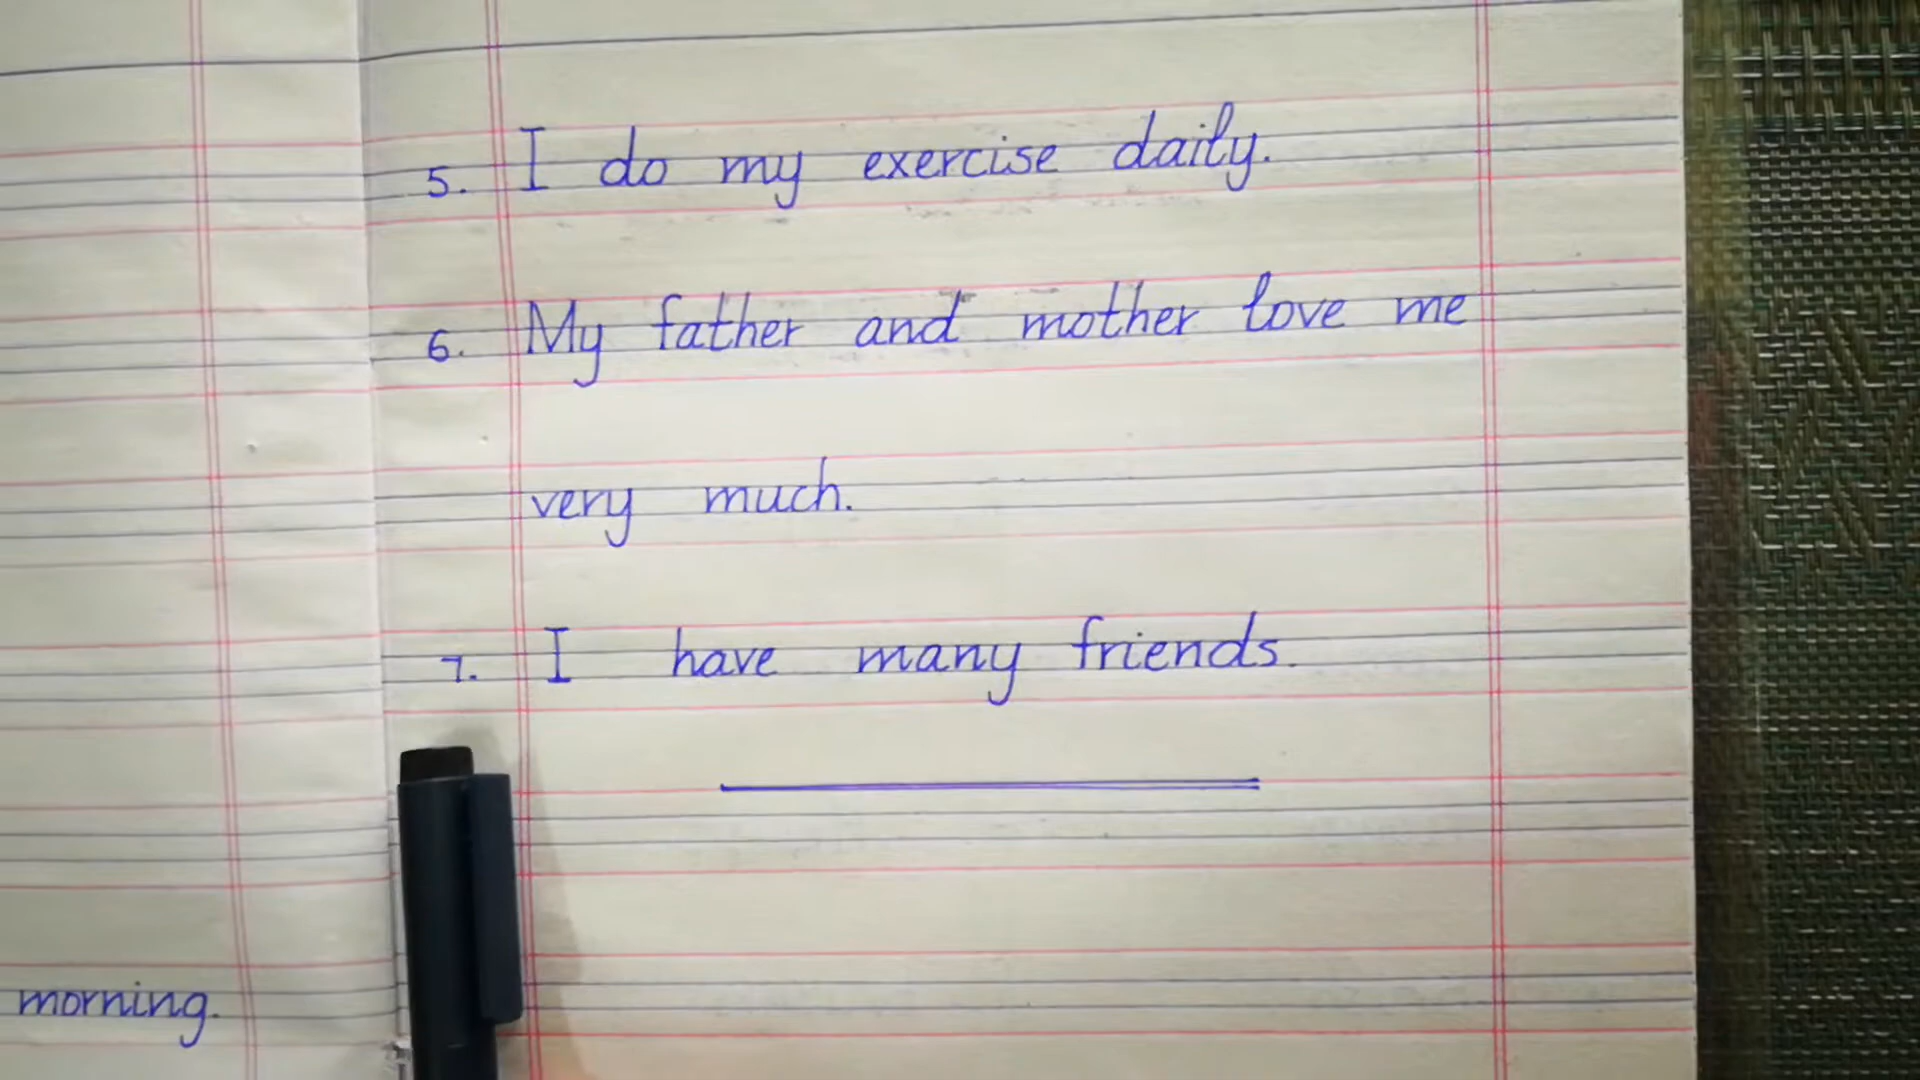 5. I do my exercise daily.
6. My father and mother love me
very much.
7. I have many friends.
morning.